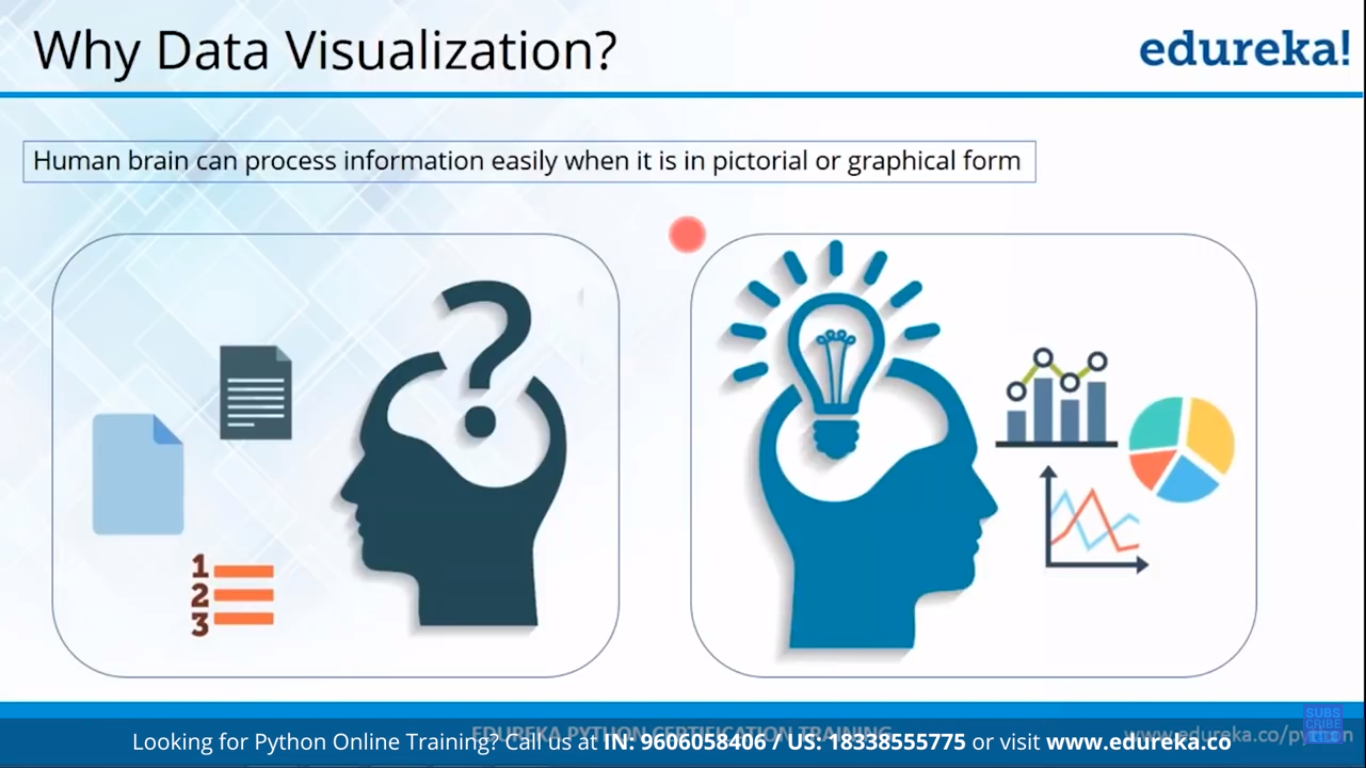 Why Data Visualization?
edureka!
Human brain can process information easily when it is in pictorial or graphical form
1
2
3
EDUREKA PYTHON CERTIFICATION TRAINING
www.edureka.co/python
SUBSCRIBE
Looking for Python Online Training? Call us at IN: 9606058406 / US: 18338555775 or visit www.edureka.co